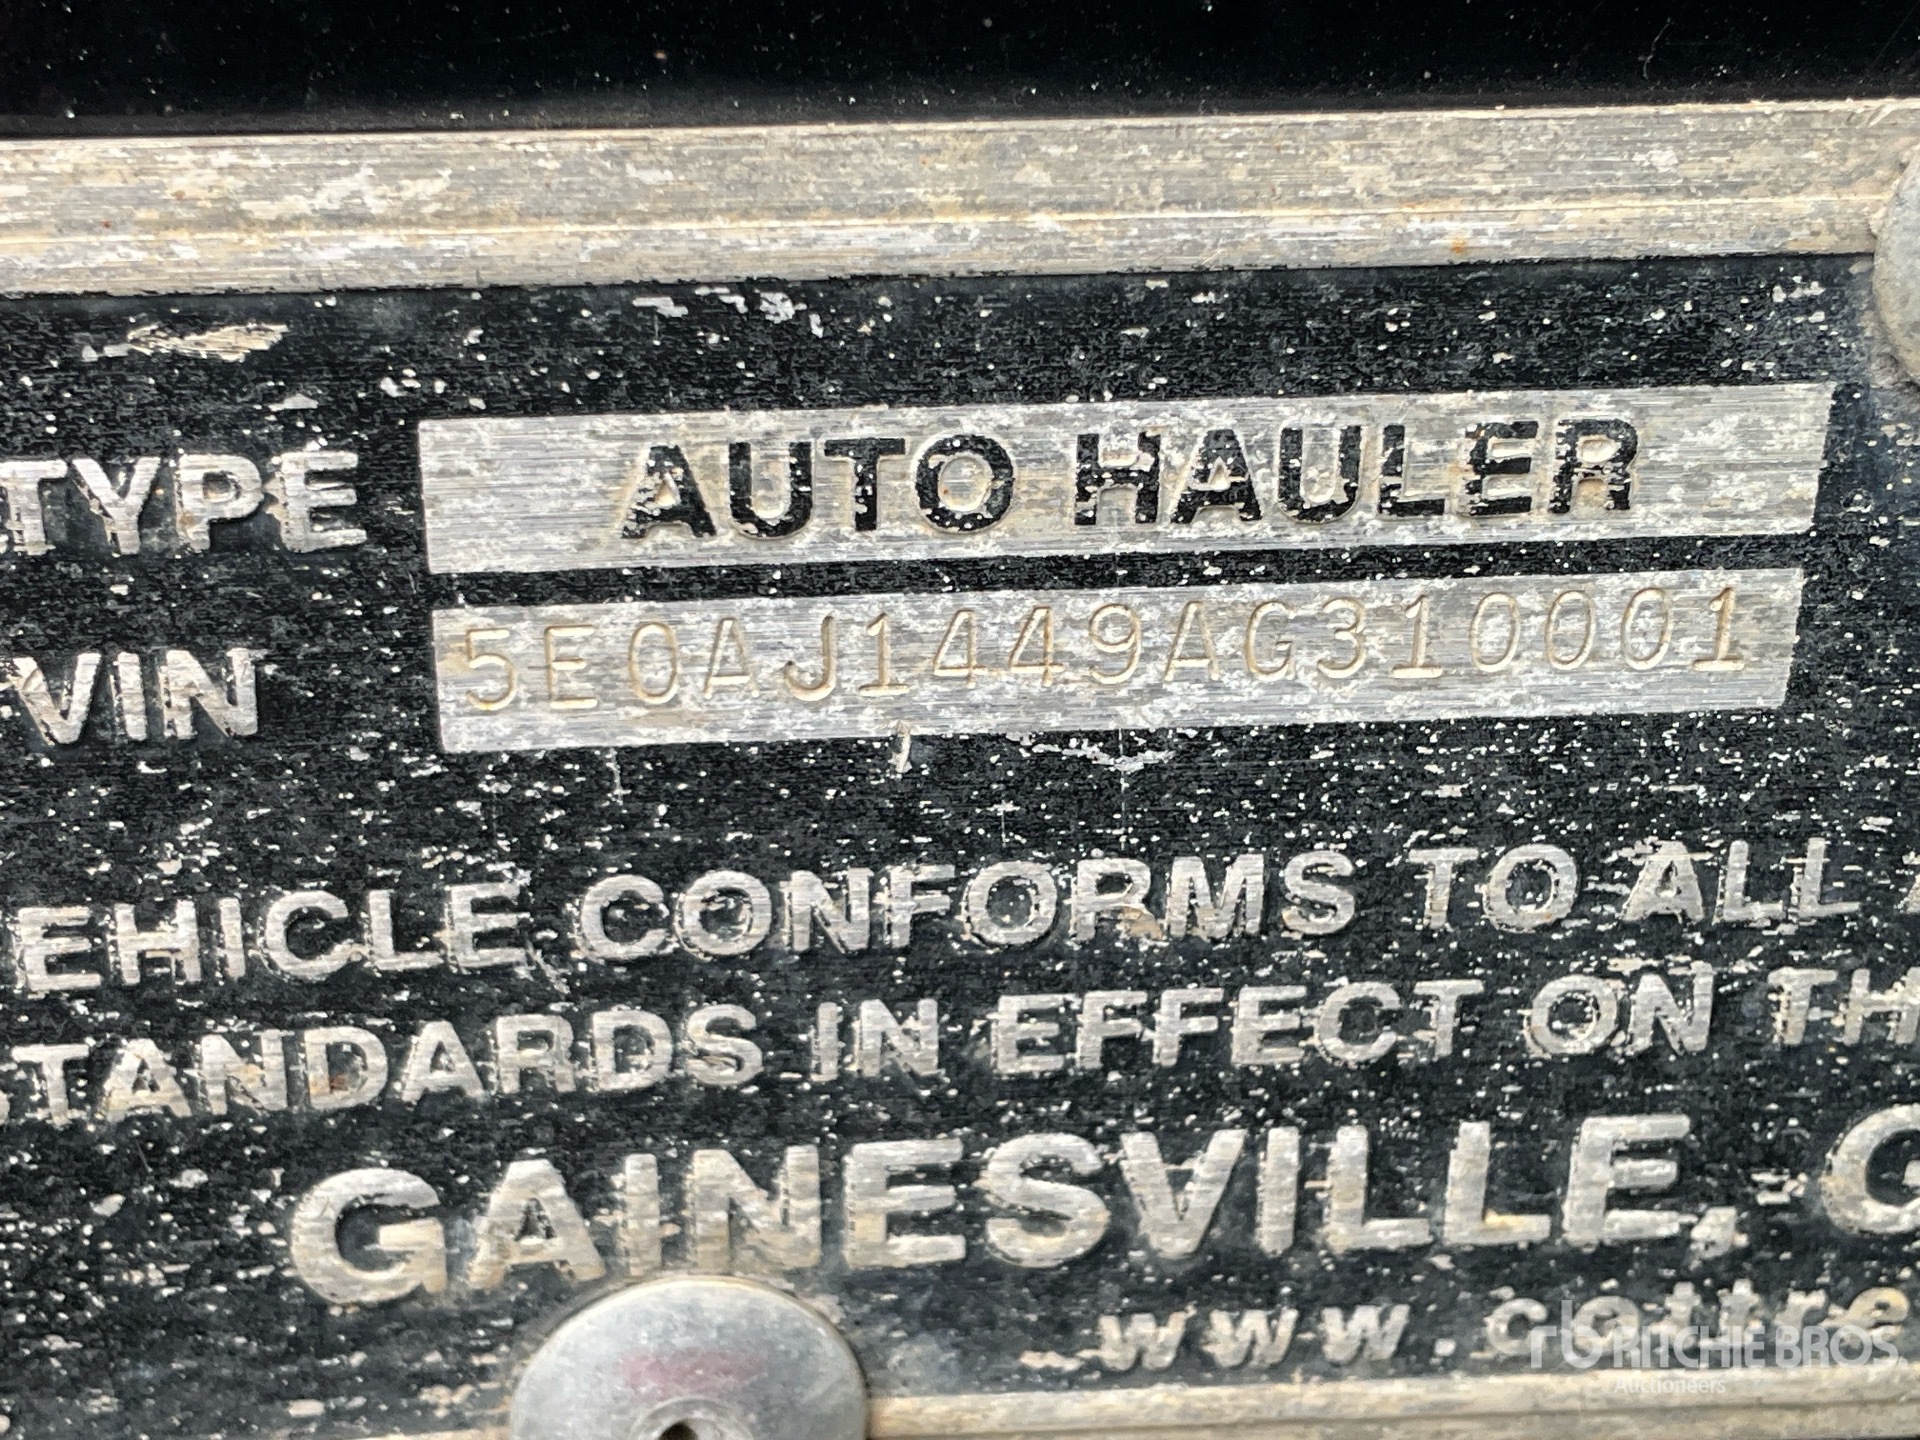 TYPE AUTO HAULER
VIN 5E0AJ1449AG310001
EHICLE CONFORMS TO ALL A
STANDARDS IN EFFECT ON TH
GAINESVILLE, G
www.cottre
rb RITCHIE BROS.
Auctioneers